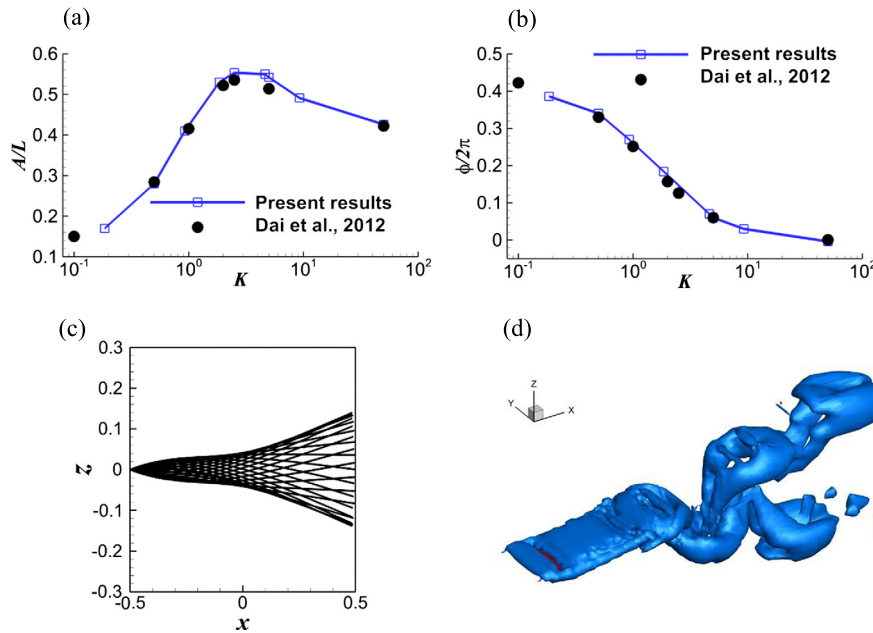 (a)
0.6
0.5
0.4
0.3
0.2
0.1
A/L
Present results
Dai et al., 2012
10-1
100
101
102
K
(b)
0.5
0.4
0.3
0.2
0.1
0
ϕ/2π
Present results
Dai et al., 2012
10-1
100
101
102
K
(c)
0.3
0.2
0.1
0
-0.1
-0.2
-0.3
z
-0.5
0
0.5
x
(d)
Z
Y
X